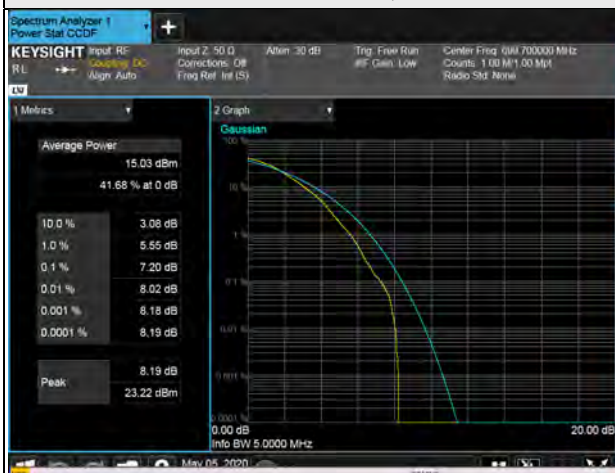 Spectrum Analyzer 1
Power Stat CCDF
+
KEYSIGHT Input: RF Input Z: 50 Ω Atten: 30 dB Trig: Free Run
RL Coupling: DC Corrections: Off #IF Gain: Low Counts: 1.00 M/1.00 Mpt
Align: Auto Freq Ref: Int (S) Radio Std: None
1 Metrics
2 Graph
Gaussian
Average Power
15.03 dBm
41.68 % at 0 dB
10.0 % 3.08 dB
1.0 % 5.55 dB
0.1 % 7.20 dB
0.01 % 8.02 dB
0.001 % 8.18 dB
0.0001 % 8.19 dB
Peak 8.19 dB
23.22 dBm
100 %
10 %
1 %
0.1 %
0.01 %
0.001 %
0.0001 %
0.00 dB 20.00 dB
Info BW 5.0000 MHz
May 05, 2020